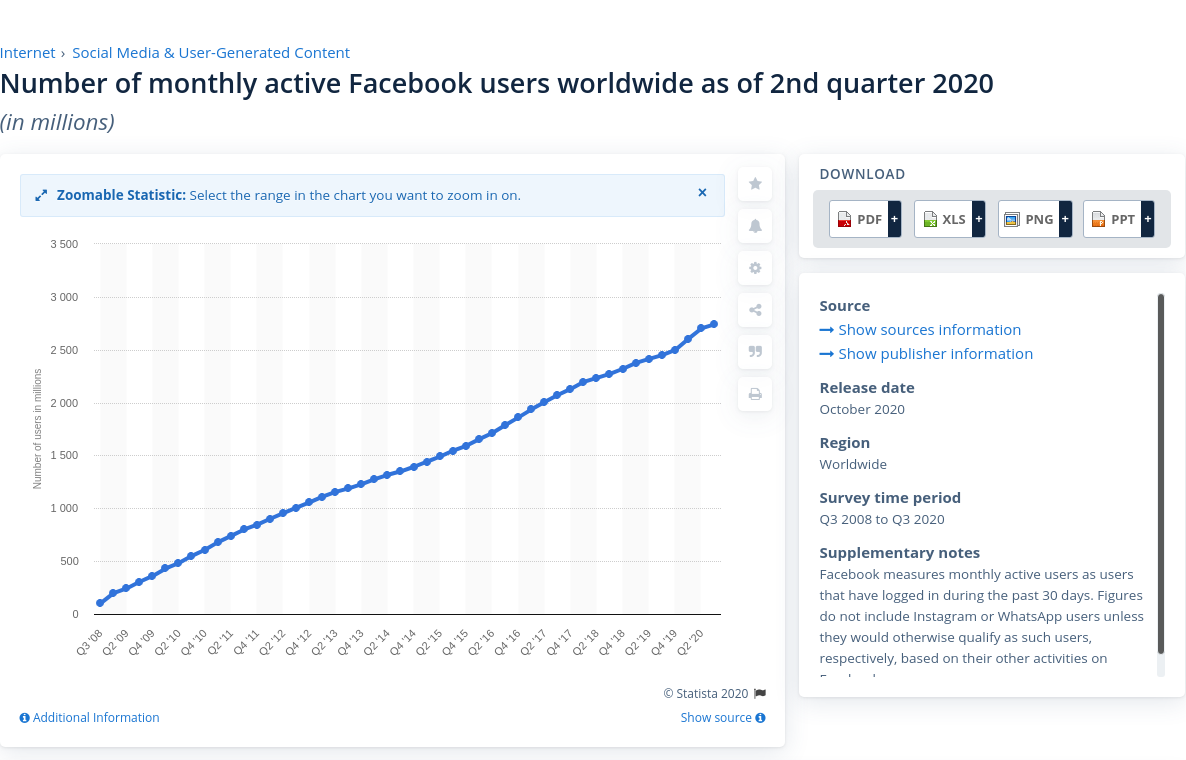 Internet › Social Media & User-Generated Content
Number of monthly active Facebook users worldwide as of 2nd quarter 2020
(in millions)
Zoomable Statistic: Select the range in the chart you want to zoom in on. ×
3 500
3 000
2 500
2 000
1 500
1 000
500
0
Number of users in millions
Q3 '08 Q2 '09 Q4 '09 Q2 '10 Q4 '10 Q2 '11 Q4 '11 Q2 '12 Q4 '12 Q2 '13 Q4 '13 Q2 '14 Q4 '14 Q2 '15 Q4 '15 Q2 '16 Q4 '16 Q2 '17 Q4 '17 Q2 '18 Q4 '18 Q2 '19 Q4 '19 Q2 '20
© Statista 2020
Additional Information
Show source
DOWNLOAD
PDF + XLS + PNG + PPT +
Source
Show sources information
Show publisher information
Release date
October 2020
Region
Worldwide
Survey time period
Q3 2008 to Q3 2020
Supplementary notes
Facebook measures monthly active users as users
that have logged in during the past 30 days. Figures
do not include Instagram or WhatsApp users unless
they would otherwise qualify as such users,
respectively, based on their other activities on